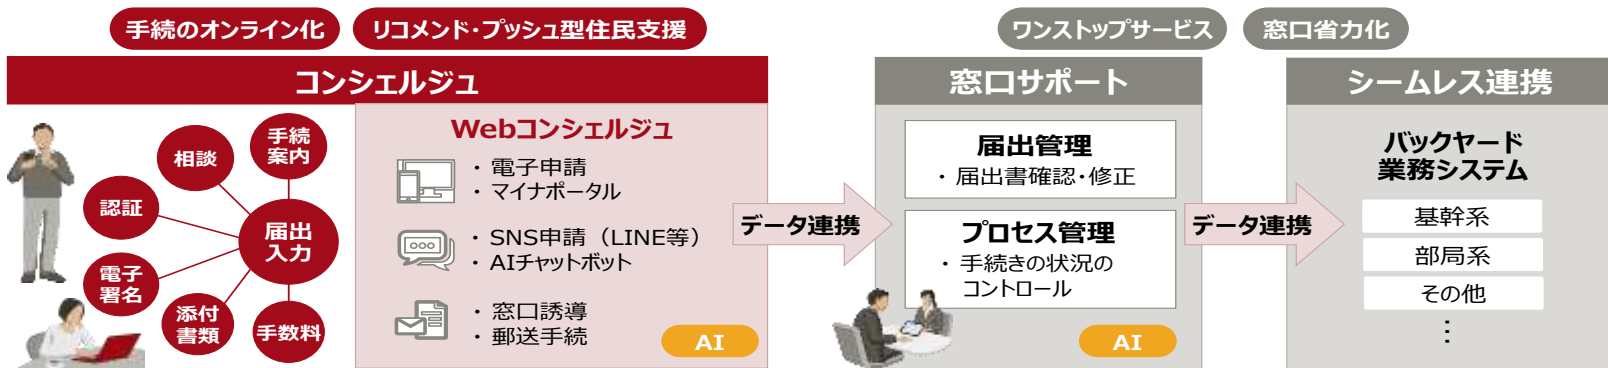 手続のオンライン化
リコメンド・プッシュ型住民支援
ワンストップサービス
窓口省力化
コンシェルジュ
手続
案内
相談
認証
届出
入力
電子
署名
添付
書類
手数料
Webコンシェルジュ
・電子申請
・マイナポータル
・SNS申請（LINE等）
・AIチャットボット
・窓口誘導
・郵送手続
AI
データ連携
窓口サポート
届出管理
・届出書確認・修正
プロセス管理
・手続きの状況の
コントロール
AI
データ連携
シームレス連携
バックヤード
業務システム
基幹系
部局系
その他
⋮